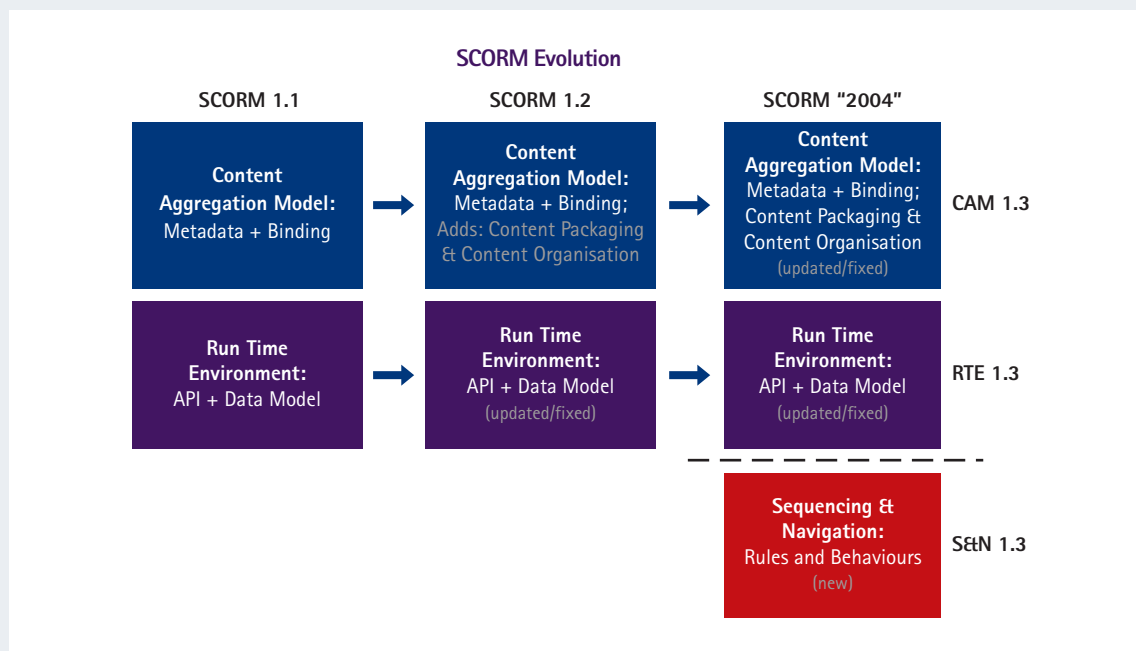 SCORM Evolution
SCORM 1.1
SCORM 1.2
SCORM “2004”
Content
Aggregation Model:
Metadata + Binding
Content
Aggregation Model:
Metadata + Binding;
Adds: Content Packaging
& Content Organisation
Content
Aggregation Model:
Metadata + Binding;
Content Packaging &
Content Organisation
(updated/fixed)
CAM 1.3
Run Time
Environment:
API + Data Model
Run Time
Environment:
API + Data Model
(updated/fixed)
Run Time
Environment:
API + Data Model
(updated/fixed)
RTE 1.3
Sequencing &
Navigation:
Rules and Behaviours
(new)
S&N 1.3